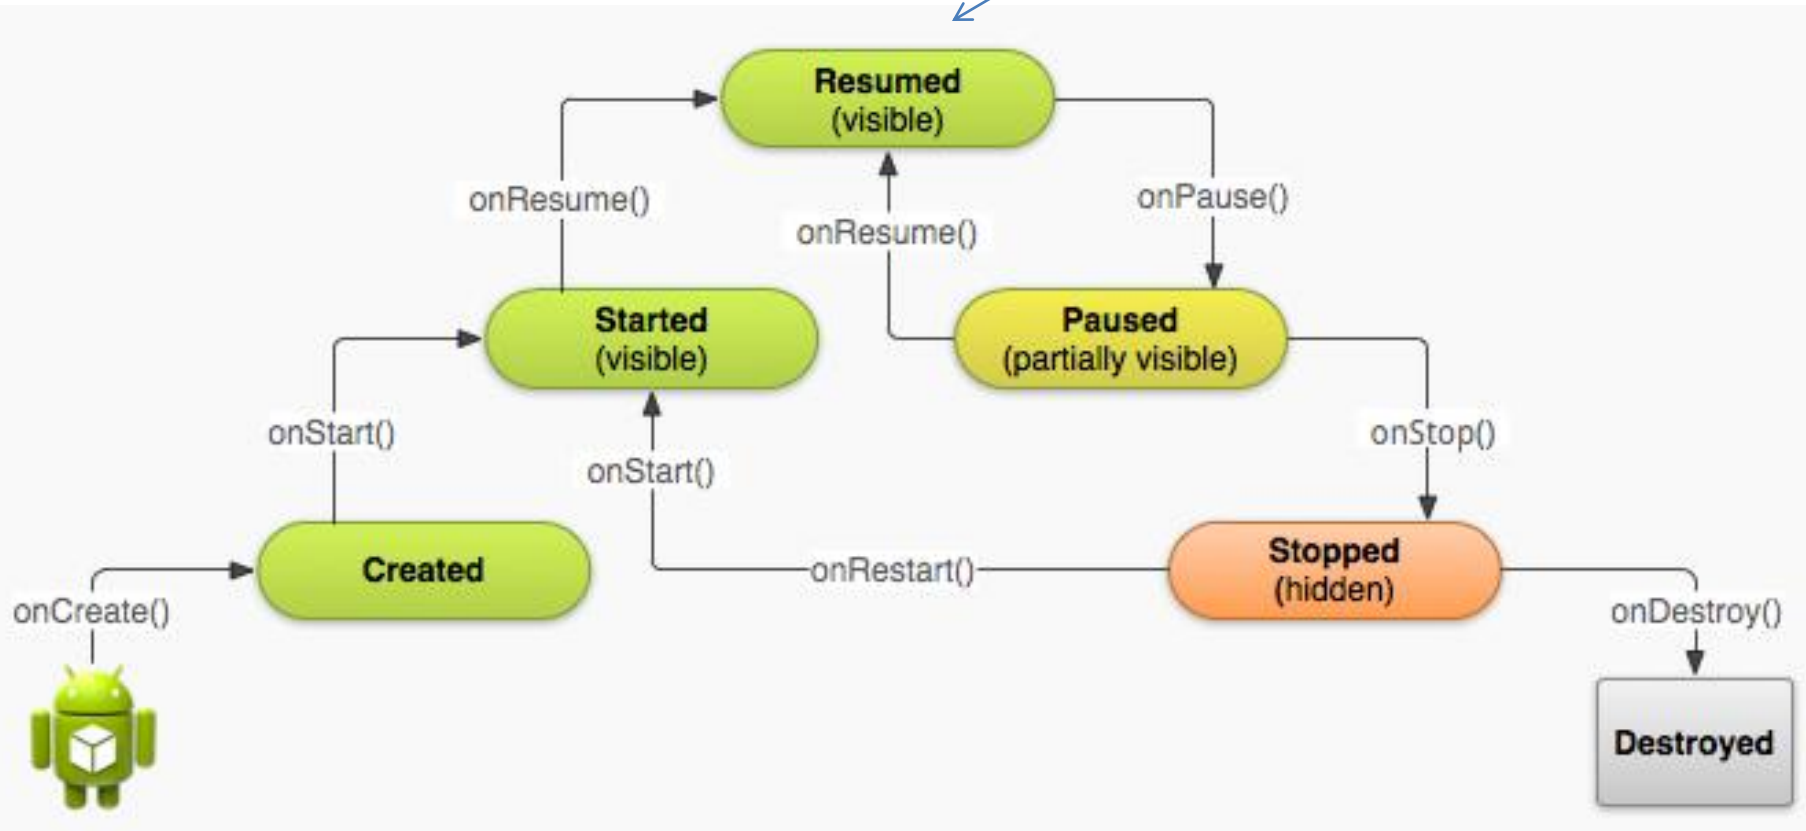 Resumed
(visible)
onResume()
onPause()
onResume()
Started
(visible)
Paused
(partially visible)
onStart()
onStop()
onStart()
Created
onRestart()
Stopped
(hidden)
onCreate()
onDestroy()
Destroyed